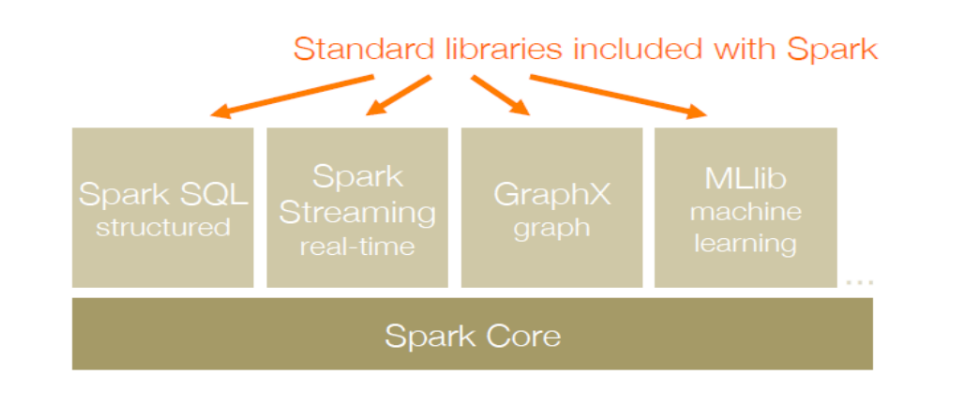 Standard libraries included with Spark
Spark SQL
structured
Spark
Streaming
real-time
GraphX
graph
MLlib
machine
learning
...
Spark Core